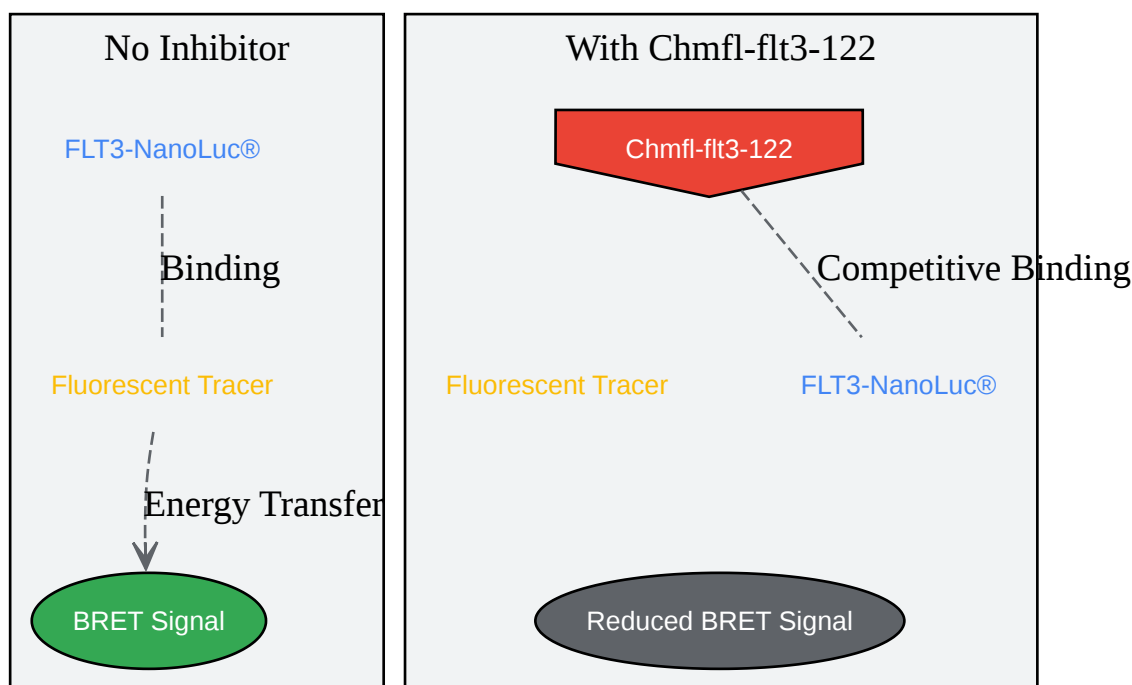 No Inhibitor
FLT3-NanoLuc®
Binding
Fluorescent Tracer
Energy Transfer
BRET Signal
With Chmfl-flt3-122
Chmfl-flt3-122
Competitive Binding
Fluorescent Tracer
FLT3-NanoLuc®
Reduced BRET Signal